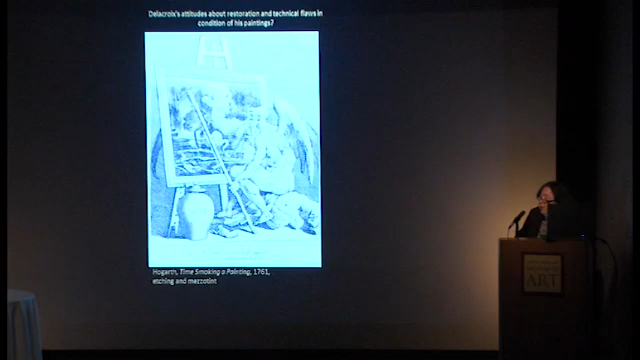 Delacroix's attitudes about restoration and technical flaws in
condition of his paintings?
Hogarth, Time Smoking a Painting, 1761,
etching and mezzotint
ART